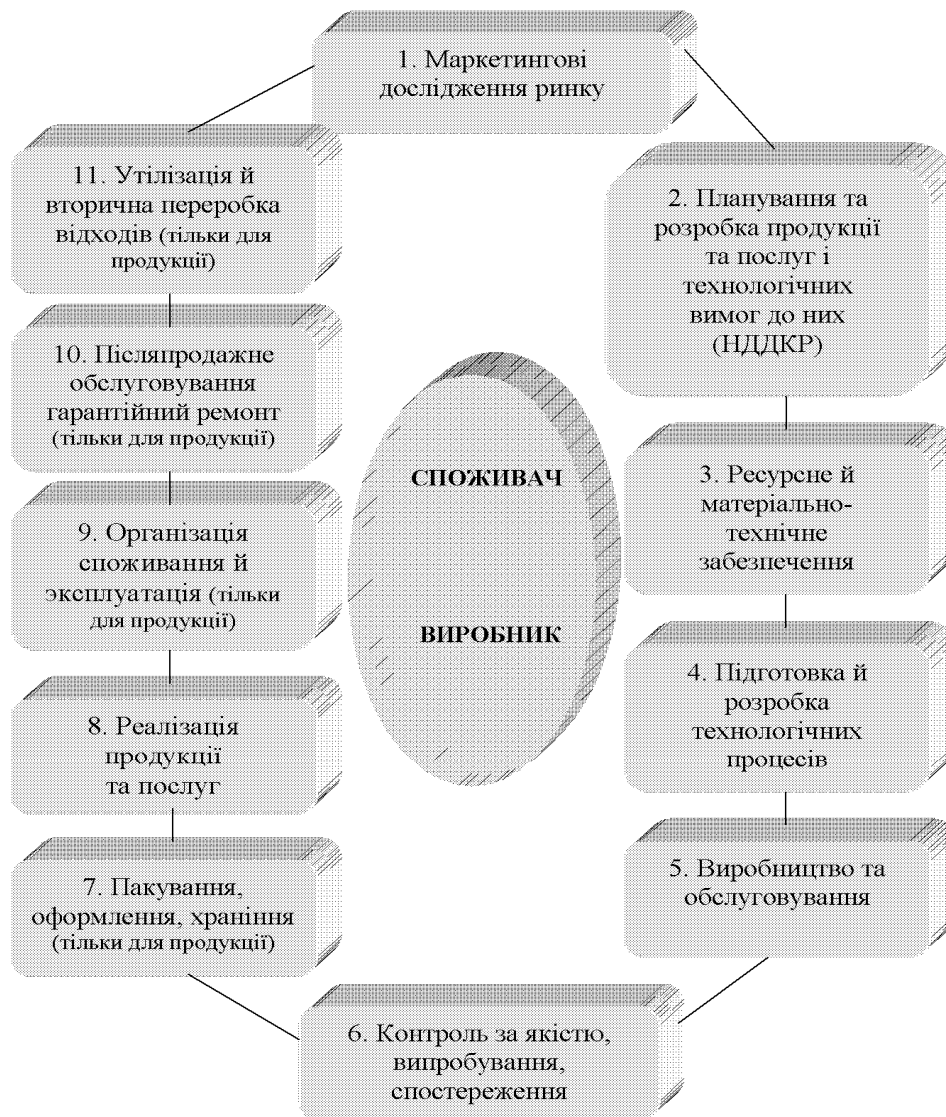 1. Маркетингові
дослідження ринку
2. Планування та
розробка продукції
та послуг і
технологічних
вимог до них
(НДДКР)
3. Ресурсне й
матеріально-
технічне
забезпечення
4. Підготовка й
розробка
технологічних
процесів
5. Виробництво та
обслуговування
6. Контроль за якістю,
випробування,
спостереження
7. Пакування,
оформлення, храніння
(тільки для продукції)
8. Реалізація
продукції
та послуг
9. Організація
споживання й
эксплуатація (тільки
для продукції)
10. Післяпродажне
обслуговування
гарантійний ремонт
(тільки для продукції)
11. Утілізація й
вторична переробка
відходів (тільки для
продукції)
СПОЖИВАЧ
ВИРОБНИК